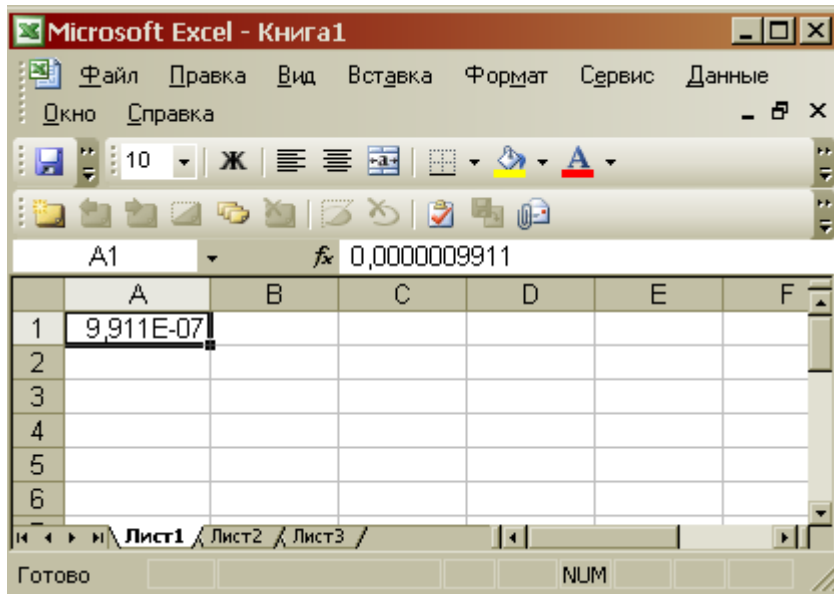 Microsoft Excel - Книга1
Файл Правка Вид Вставка Формат Сервис Данные
Окно Справка
10 Ж А
A1 fx 0,0000009911
A B C D E F
1 9,911E-07
2
3
4
5
6
Лист1 Лист2 Лист3
Готово NUM